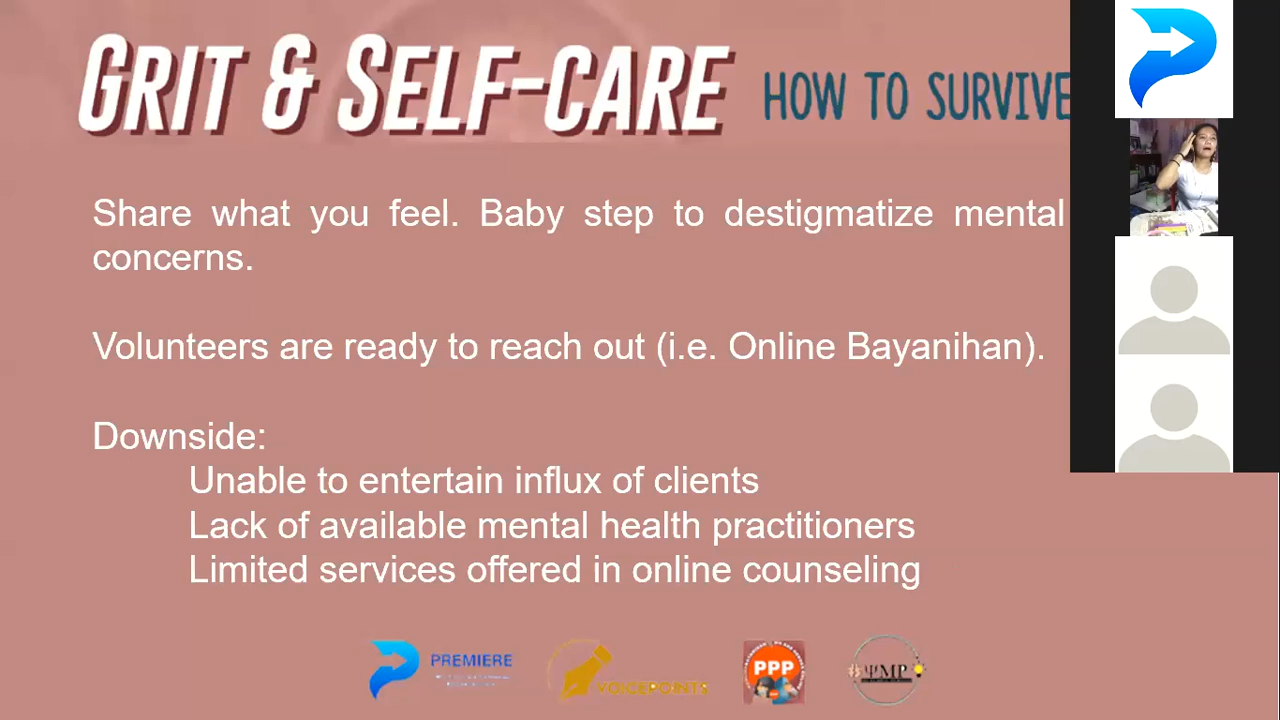 GRIT & SELF-CARE HOW TO SURVIVE
Share what you feel. Baby step to destigmatize mental
concerns.
Volunteers are ready to reach out (i.e. Online Bayanihan).
Downside:
Unable to entertain influx of clients
Lack of available mental health practitioners
Limited services offered in online counseling
PREMIERE
VOICEPOINTS
PPP
ΨMP